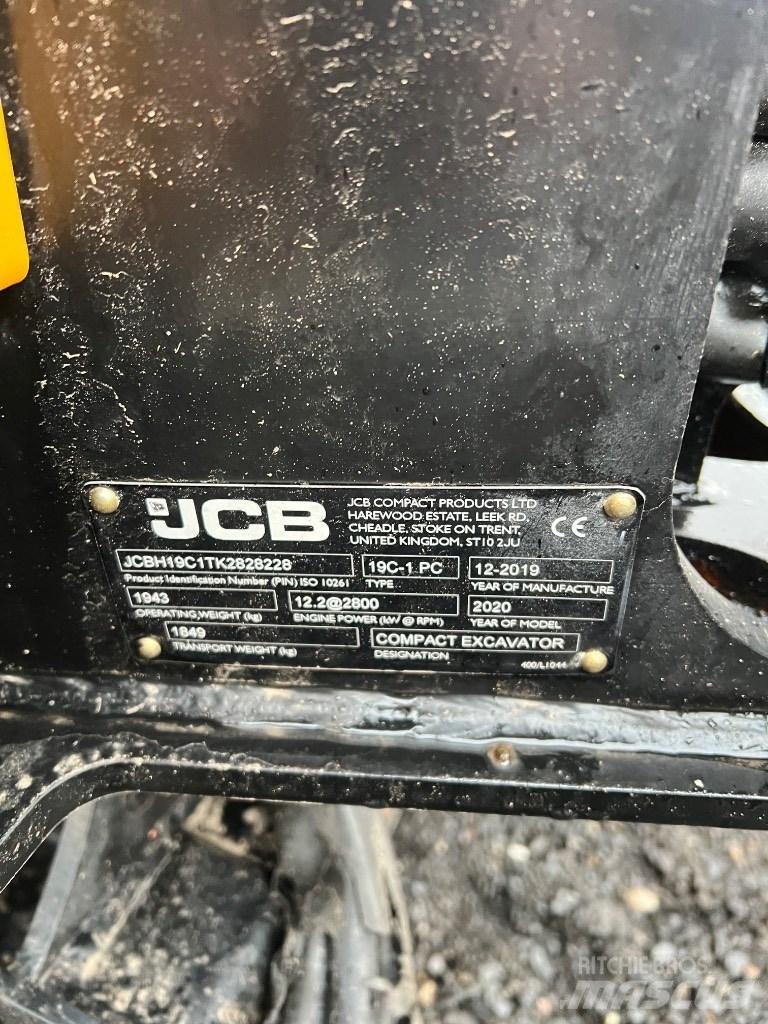 JCB
JCB COMPACT PRODUCTS LTD
HAREWOOD ESTATE, LEEK RD,
CHEADLE, STOKE ON TRENT,
UNITED KINGDOM, ST10 2JU
CE
JCBH19C1TK2828228
Product Identification Number (PIN) ISO 10261
19C-1 PC
TYPE
12-2019
YEAR OF MANUFACTURE
1943
OPERATING WEIGHT (kg)
12.2@2800
ENGINE POWER (kW @ RPM)
2020
YEAR OF MODEL
1849
TRANSPORT WEIGHT (kg)
COMPACT EXCAVATOR
DESIGNATION
RITCHIE BROS
MASCUS